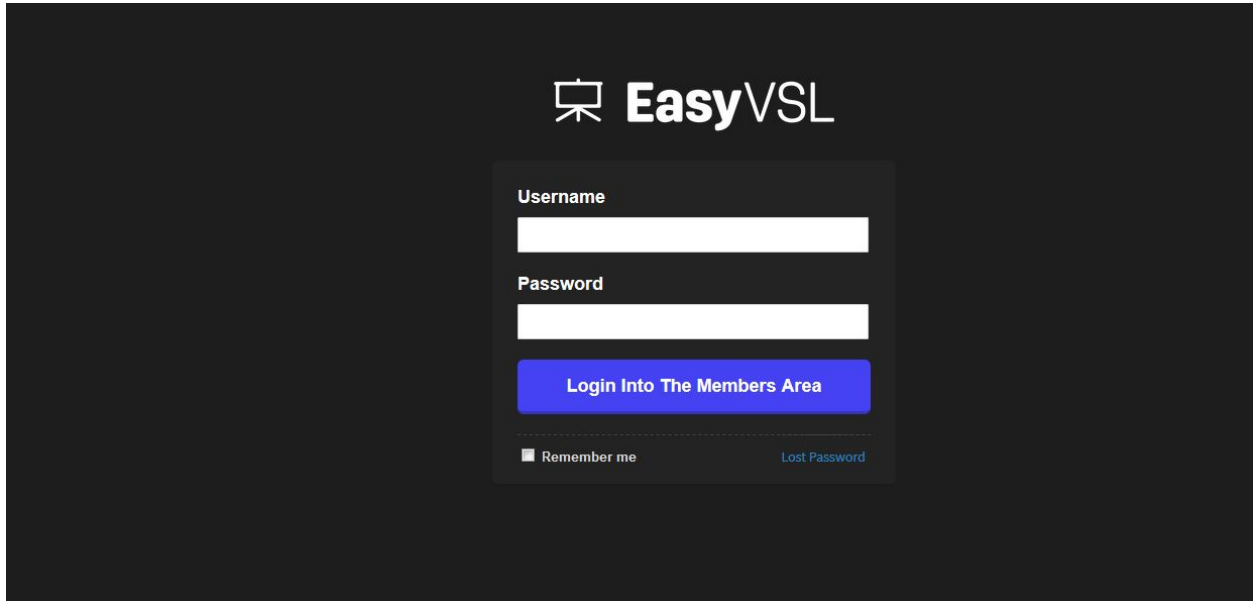 EasyVSL
Username
Password
Login Into The Members Area
Remember me Lost Password